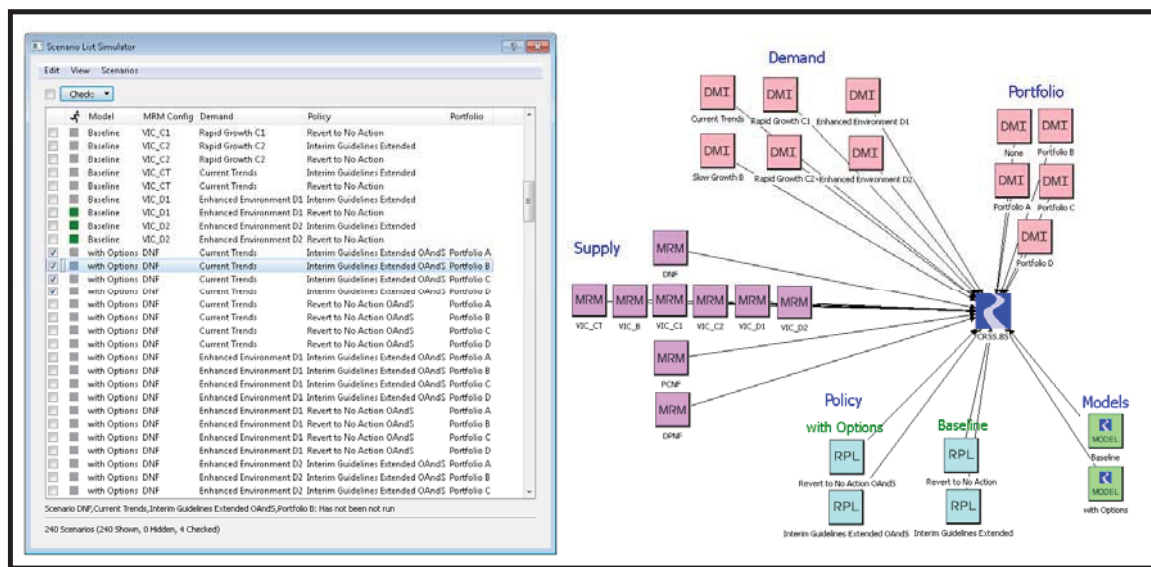 Scenario List Simulator
Edit View Scenarios
Check:
Model MRM Config Demand Policy Portfolio
Baseline VIC_C1 Rapid Growth C1 Revert to No Action
Baseline VIC_C2 Rapid Growth C2 Interim Guidelines Extended
Baseline VIC_C2 Rapid Growth C2 Revert to No Action
Baseline VIC_CT Current Trends Interim Guidelines Extended
Baseline VIC_CT Current Trends Revert to No Action
Baseline VIC_D1 Enhanced Environment D1 Interim Guidelines Extended
Baseline VIC_D1 Enhanced Environment D1 Revert to No Action
Baseline VIC_D2 Enhanced Environment D2 Interim Guidelines Extended
Baseline VIC_D2 Enhanced Environment D2 Revert to No Action
with Options DNF Current Trends Interim Guidelines Extended OAndS Portfolio A
with Options DNF Current Trends Interim Guidelines Extended OAndS Portfolio B
with Options DNF Current Trends Interim Guidelines Extended OAndS Portfolio C
with Options DNF Current Trends Interim Guidelines Extended OAndS Portfolio D
with Options DNF Current Trends Revert to No Action OAndS Portfolio A
with Options DNF Current Trends Revert to No Action OAndS Portfolio B
with Options DNF Current Trends Revert to No Action OAndS Portfolio C
with Options DNF Current Trends Revert to No Action OAndS Portfolio D
with Options DNF Enhanced Environment D1 Interim Guidelines Extended OAndS Portfolio A
with Options DNF Enhanced Environment D1 Interim Guidelines Extended OAndS Portfolio B
with Options DNF Enhanced Environment D1 Interim Guidelines Extended OAndS Portfolio C
with Options DNF Enhanced Environment D1 Interim Guidelines Extended OAndS Portfolio D
with Options DNF Enhanced Environment D1 Revert to No Action OAndS Portfolio A
with Options DNF Enhanced Environment D1 Revert to No Action OAndS Portfolio B
with Options DNF Enhanced Environment D1 Revert to No Action OAndS Portfolio C
with Options DNF Enhanced Environment D1 Revert to No Action OAndS Portfolio D
with Options DNF Enhanced Environment D2 Interim Guidelines Extended OAndS Portfolio A
with Options DNF Enhanced Environment D2 Interim Guidelines Extended OAndS Portfolio B
with Options DNF Enhanced Environment D2 Interim Guidelines Extended OAndS Portfolio C
Scenario DNF,Current Trends,Interim Guidelines Extended OAndS,Portfolio B: Has not been not run
240 Scenarios (240 Shown, 0 Hidden, 4 Checked)
Demand
DMI DMI DMI
Current Trends Rapid Growth C1 Enhanced Environment D1
DMI DMI DMI
Slow Growth B Rapid Growth C2 Enhanced Environment D2
Portfolio
DMI DMI
None Portfolio B
DMI DMI
Portfolio A Portfolio C
DMI
Portfolio D
Supply
MRM
DNF
MRM MRM MRM MRM MRM MRM
VIC_CT VIC_B VIC_C1 VIC_C2 VIC_D1 VIC_D2
MRM
PCNF
MRM
DPNF
CRSS.BS
Policy
with Options Baseline
RPL RPL
Revert to No Action OAndS Revert to No Action
RPL RPL
Interim Guidelines Extended OAndS Interim Guidelines Extended
Models
MODEL
Baseline
MODEL
with Options